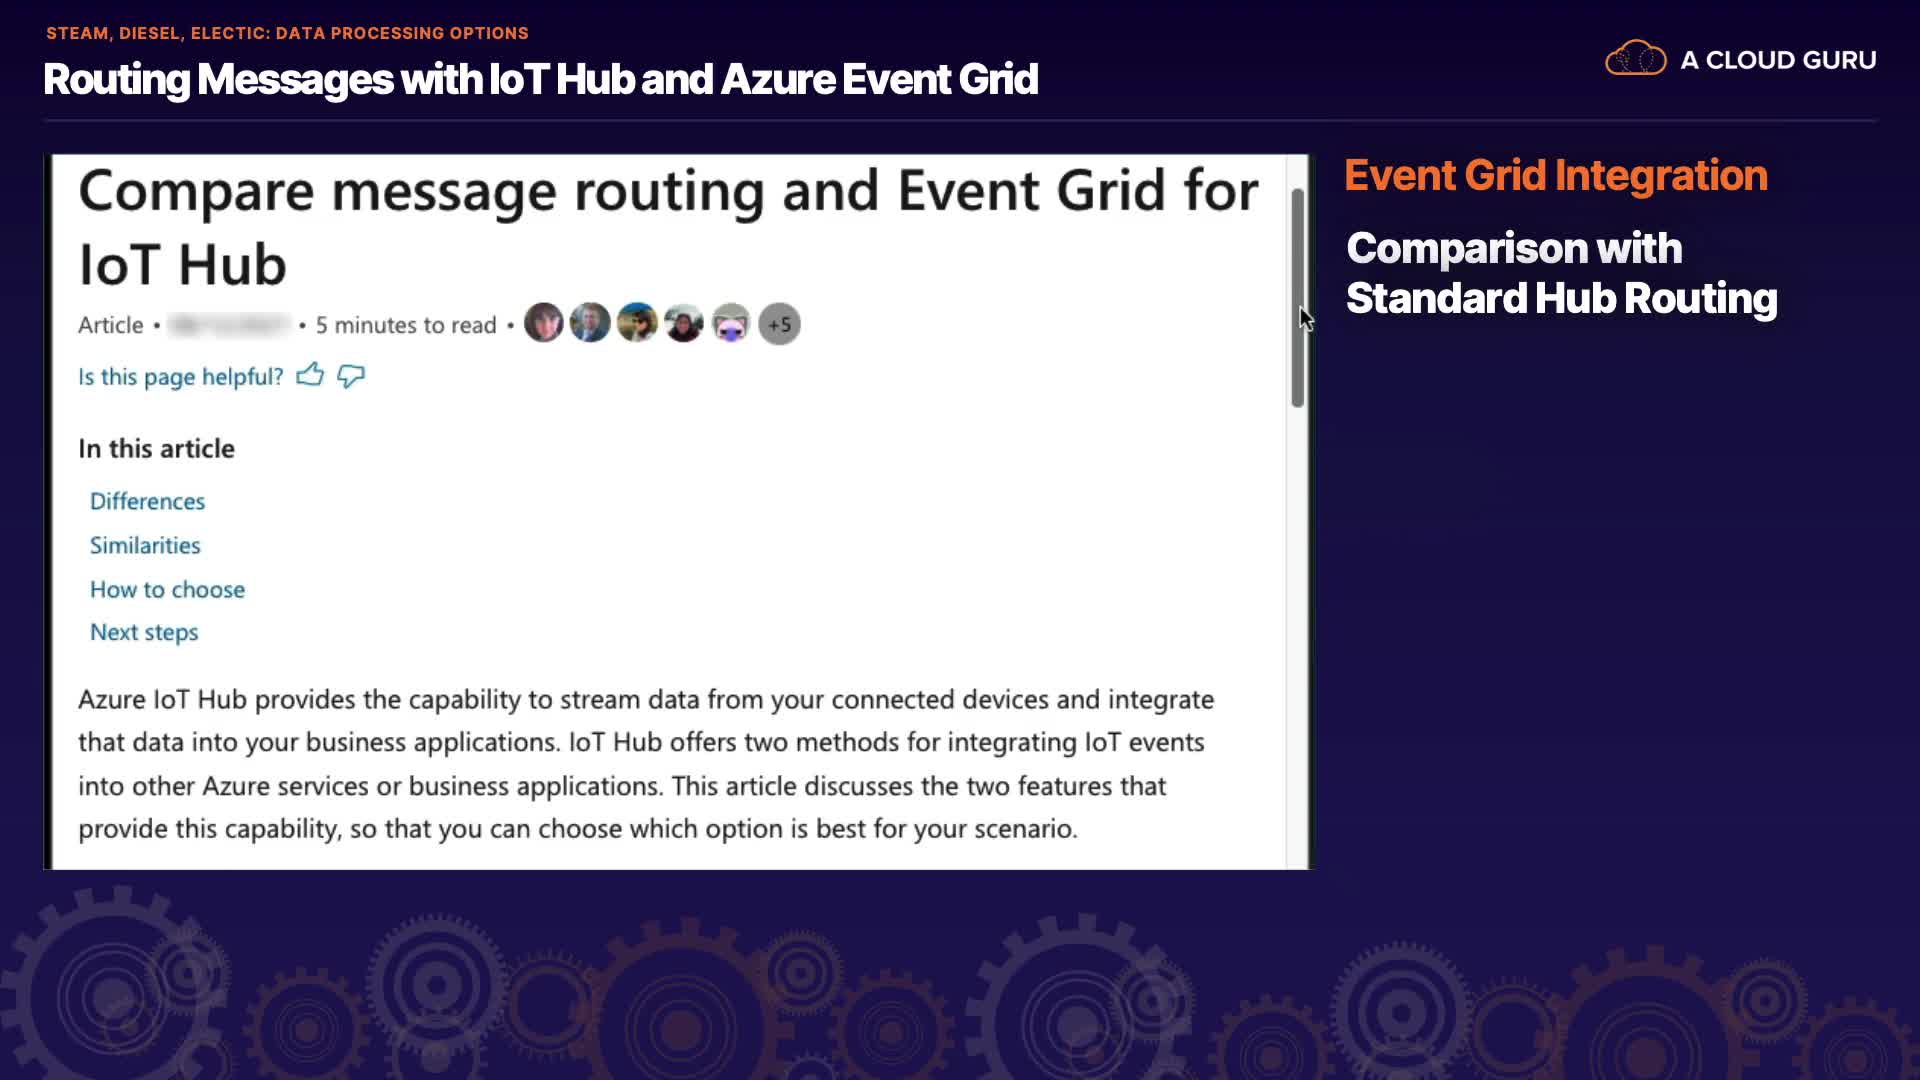 STEAM, DIESEL, ELECTIC: DATA PROCESSING OPTIONS
Routing Messages with IoT Hub and Azure Event Grid
A CLOUD GURU
Compare message routing and Event Grid for
IoT Hub
Article • • 5 minutes to read • +5
Is this page helpful?
In this article
Differences
Similarities
How to choose
Next steps
Azure IoT Hub provides the capability to stream data from your connected devices and integrate
that data into your business applications. IoT Hub offers two methods for integrating IoT events
into other Azure services or business applications. This article discusses the two features that
provide this capability, so that you can choose which option is best for your scenario.
Event Grid Integration
Comparison with
Standard Hub Routing